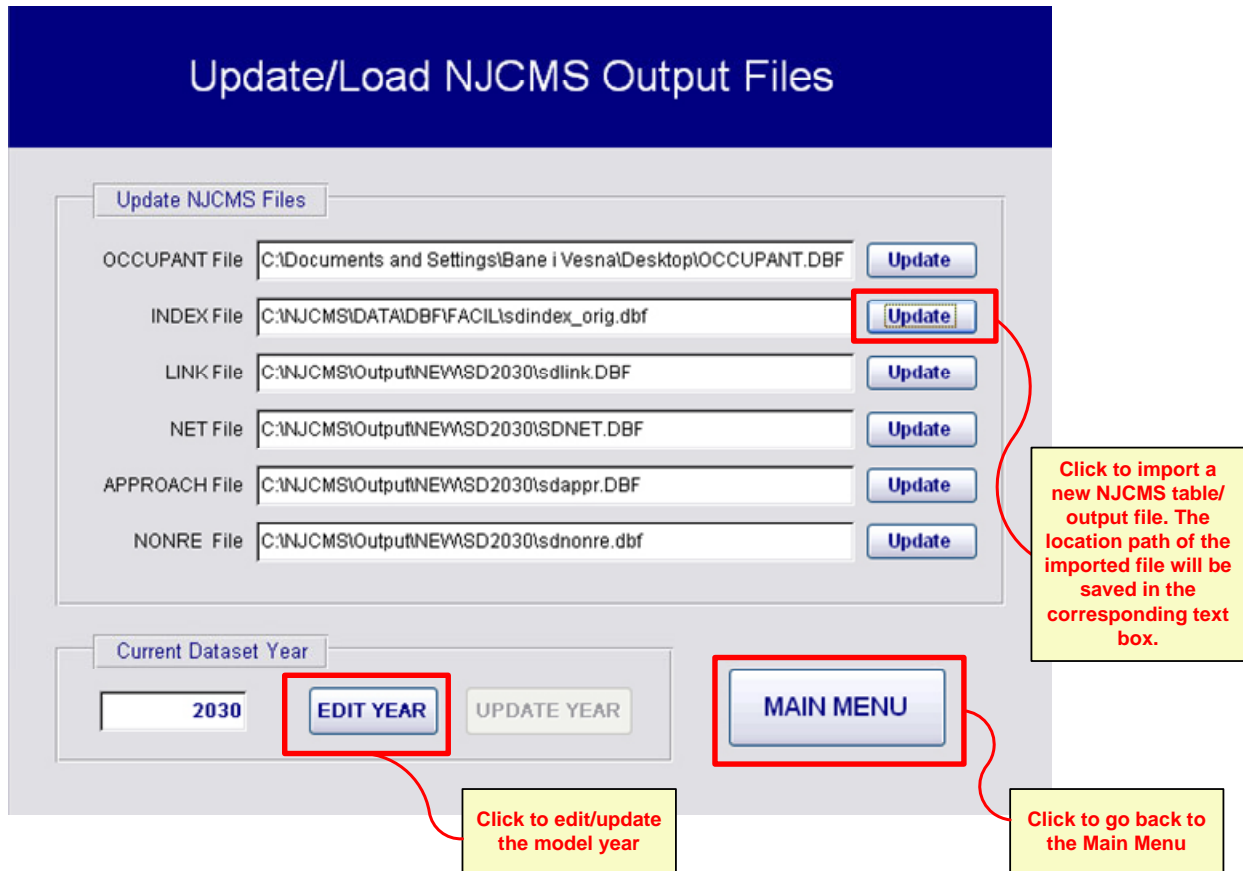 Update/Load NJCMS Output Files
Update NJCMS Files
OCCUPANT File C:\Documents and Settings\Bane i Vesna\Desktop\OCCUPANT.DBF Update
INDEX File C:\NJCMS\DATA\DBF\FACIL\sdindex_orig.dbf Update
LINK File C:\NJCMS\Output\NEW\SD2030\sdlink.DBF Update
NET File C:\NJCMS\Output\NEW\SD2030\SDNET.DBF Update
APPROACH File C:\NJCMS\Output\NEW\SD2030\sdappr.DBF Update
NONRE File C:\NJCMS\Output\NEW\SD2030\sdnonre.dbf Update
Click to import a
new NJCMS table/
output file. The
location path of the
imported file will be
saved in the
corresponding text
box.
Current Dataset Year
2030 EDIT YEAR UPDATE YEAR MAIN MENU
Click to edit/update
the model year
Click to go back to
the Main Menu